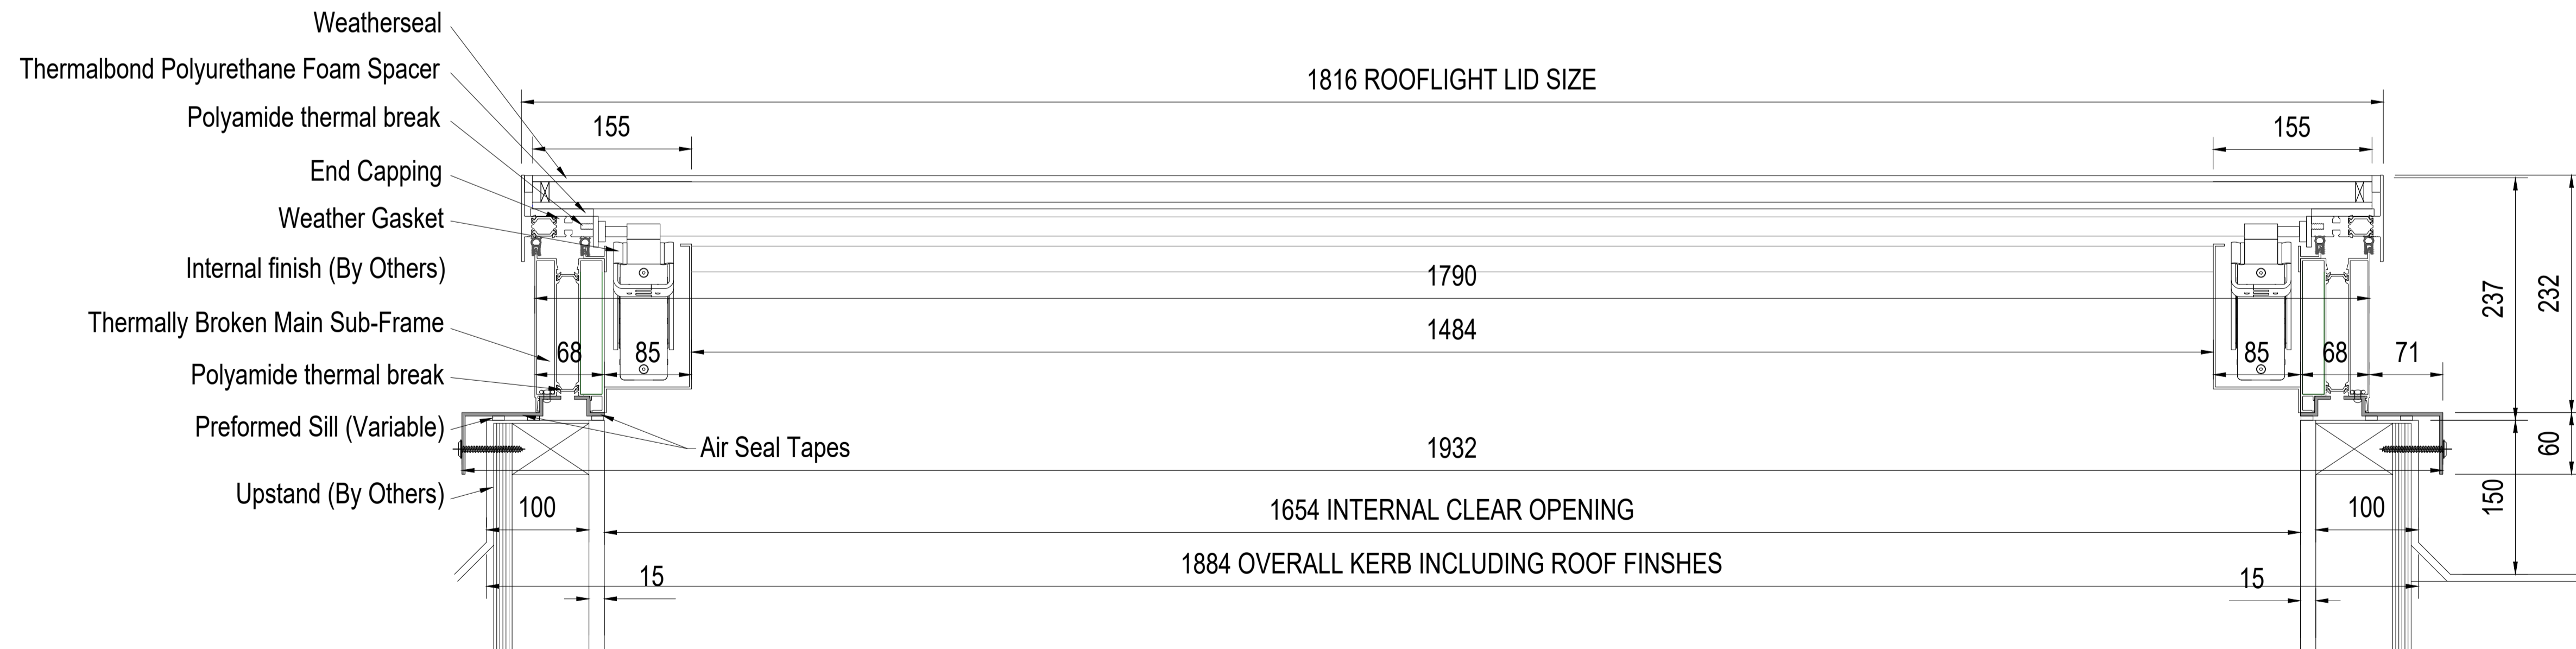 Weatherseal
Thermalbond Polyurethane Foam Spacer
Polyamide thermal break
End Capping
Weather Gasket
Internal finish (By Others)
Thermally Broken Main Sub-Frame
Polyamide thermal break
Preformed Sill (Variable)
Upstand (By Others)
Air Seal Tapes
1816 ROOFLIGHT LID SIZE
155
155
1790
1484
68
85
85
68
71
1932
100
1654 INTERNAL CLEAR OPENING
100
1884 OVERALL KERB INCLUDING ROOF FINSHES
15
15
237
232
60
150